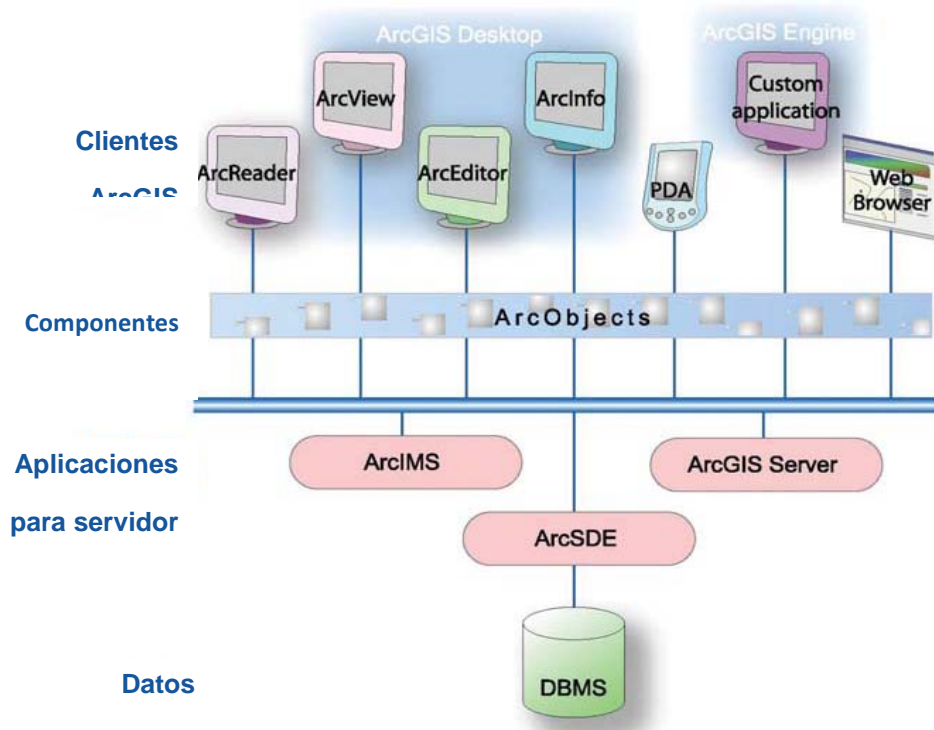 ArcGIS Desktop
ArcGIS Engine
ArcView
ArcInfo
Custom
application
Clientes
ArcGIS
ArcReader
ArcEditor
PDA
Web
Browser
Componentes
ArcObjects
Aplicaciones
para servidor
ArcIMS
ArcGIS Server
ArcSDE
Datos
DBMS